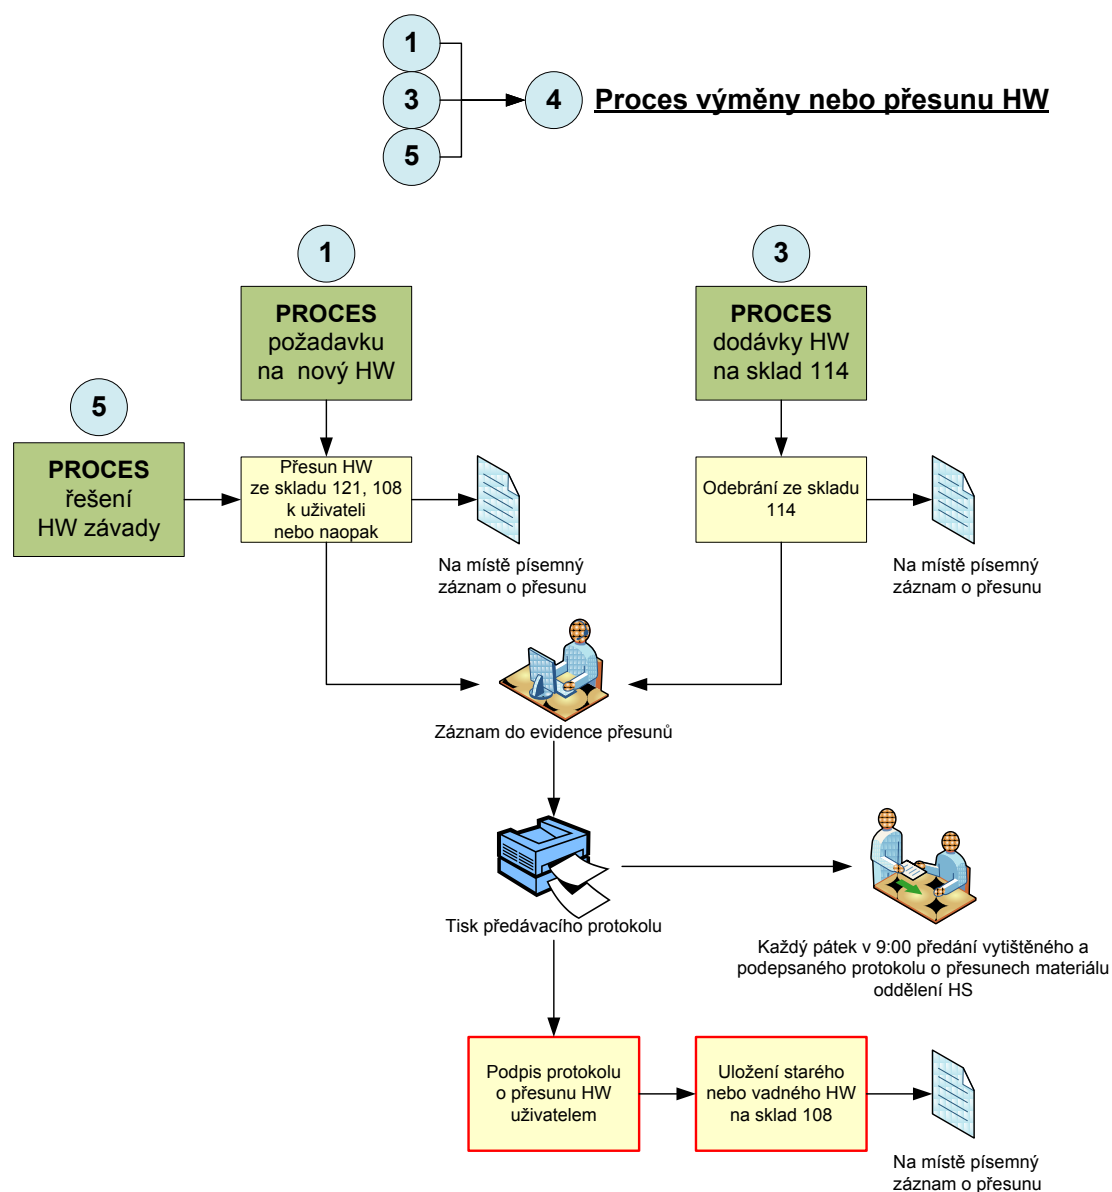 1
3
5
4
Proces výměny nebo přesunu HW
1
PROCES
požadavku
na nový HW
3
PROCES
dodávky HW
na sklad 114
5
PROCES
řešení
HW závady
Přesun HW
ze skladu 121, 108
k uživateli
nebo naopak
Na místě písemný
záznam o přesunu
Odebrání ze skladu
114
Na místě písemný
záznam o přesunu
Záznam do evidence přesunů
Tisk předávacího protokolu
Každý pátek v 9:00 předání vytištěného a
podepsaného protokolu o přesunech materiálu
oddělení HS
Podpis protokolu
o přesunu HW
uživatelem
Uložení starého
nebo vadného HW
na sklad 108
Na místě písemný
záznam o přesunu